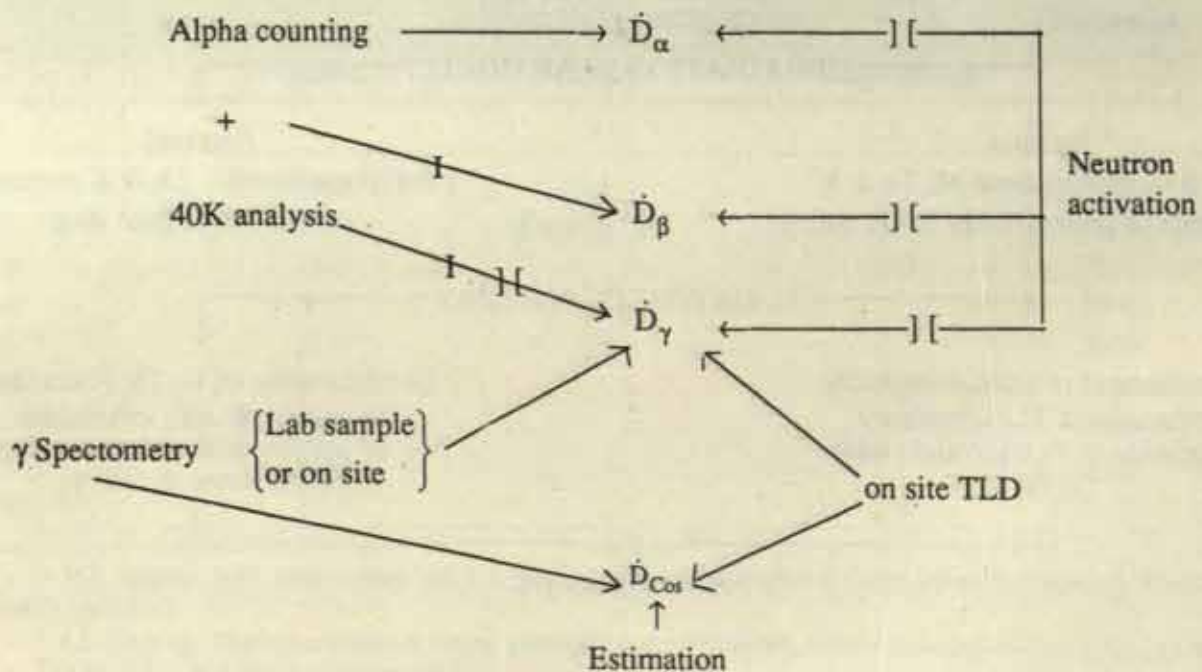 Alpha counting
Ḋα
] [
+
I
Neutron
activation
40K analysis
Ḋβ
] [
I
] [
Ḋγ
] [
γ Spectometry
Lab sample
or on site
on site TLD
ḊCos
Estimation